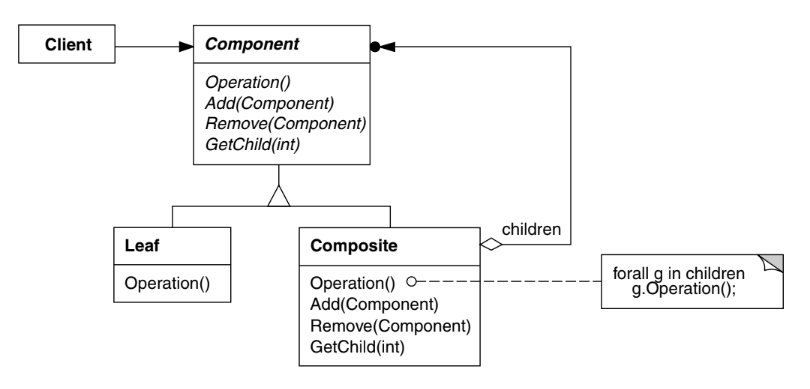 Client
Component
Operation()
Add(Component)
Remove(Component)
GetChild(int)
children
Leaf
Operation()
Composite
Operation()
Add(Component)
Remove(Component)
GetChild(int)
forall g in children
g.Operation();